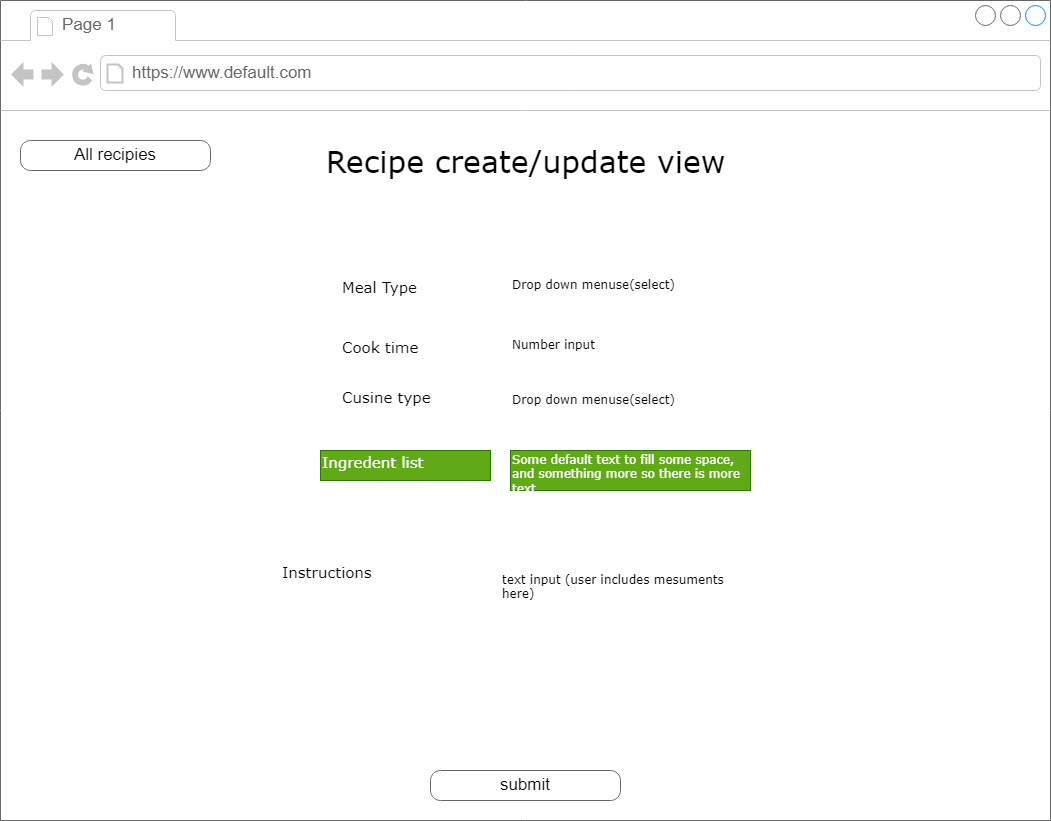 Page 1
https://www.default.com
All recipies
Recipe create/update view
Meal Type
Drop down menuse(select)
Cook time
Number input
Cusine type
Drop down menuse(select)
Ingredent list
Some default text to fill some space,
and something more so there is more
text
Instructions
text input (user includes mesuments
here)
submit